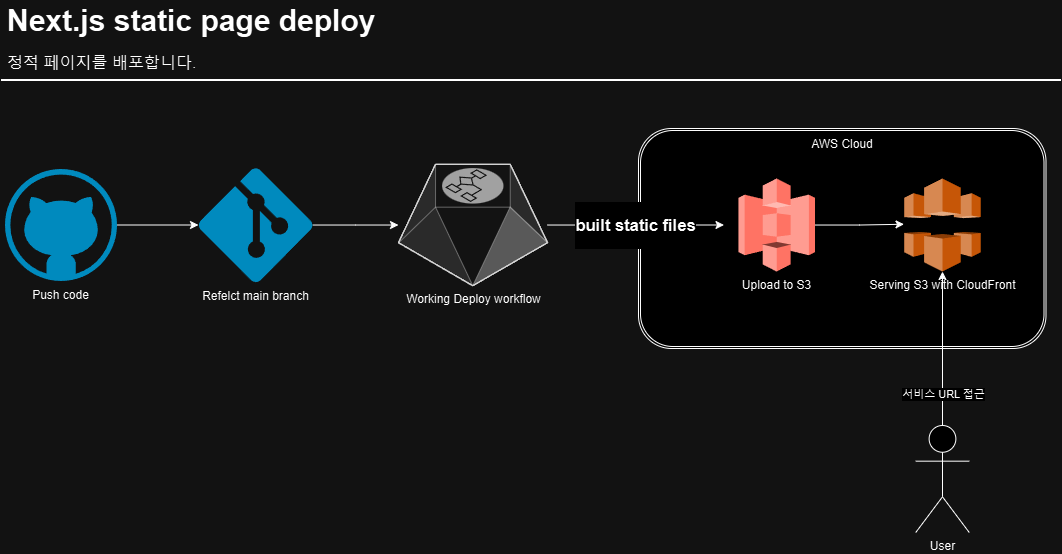 Next.js static page deploy
정적 페이지를 배포합니다.
AWS Cloud
built static files
Push code
Refelct main branch
Working Deploy workflow
Upload to S3
Serving S3 with CloudFront
서비스 URL 접근
User